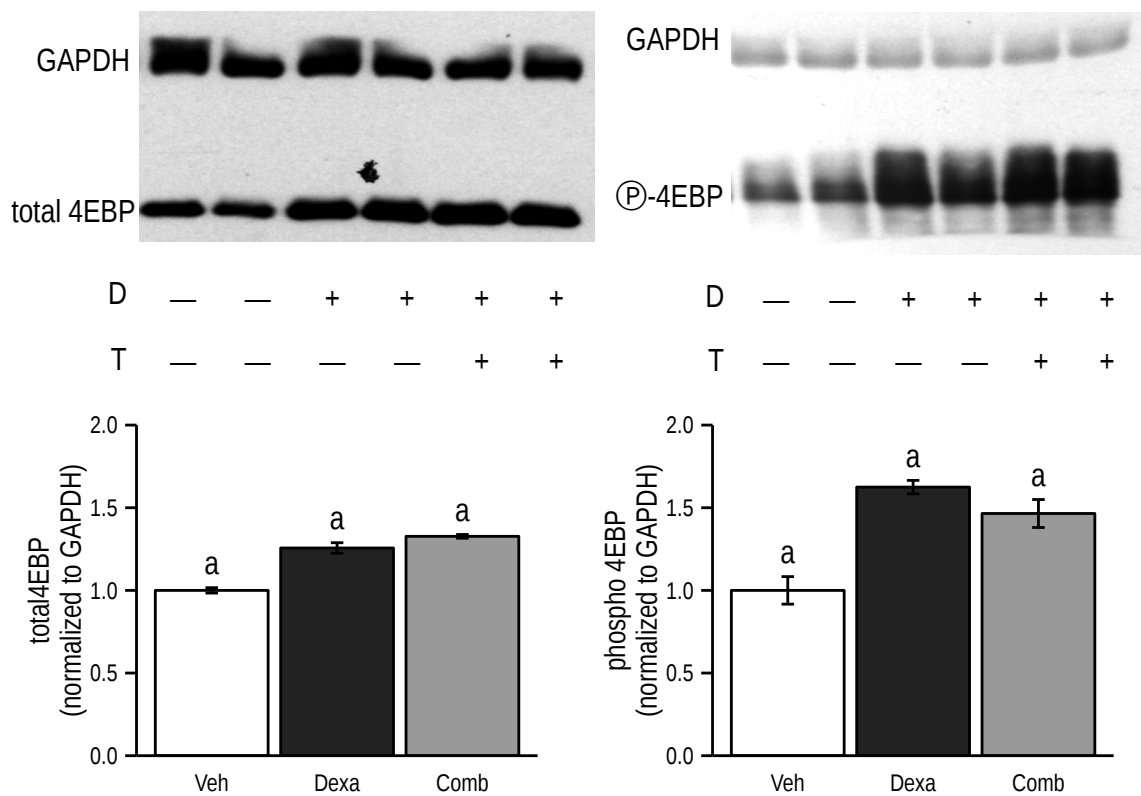 GAPDH
total 4EBP
D — — + + + +
T — — — — + +
2.0
1.5
1.0
0.5
0.0
total4EBP
(normalized to GAPDH)
a
a
a
Veh Dexa Comb
GAPDH
Ⓟ-4EBP
D — — + + + +
T — — — — + +
2.0
1.5
1.0
0.5
0.0
phospho 4EBP
(normalized to GAPDH)
a
a
a
Veh Dexa Comb